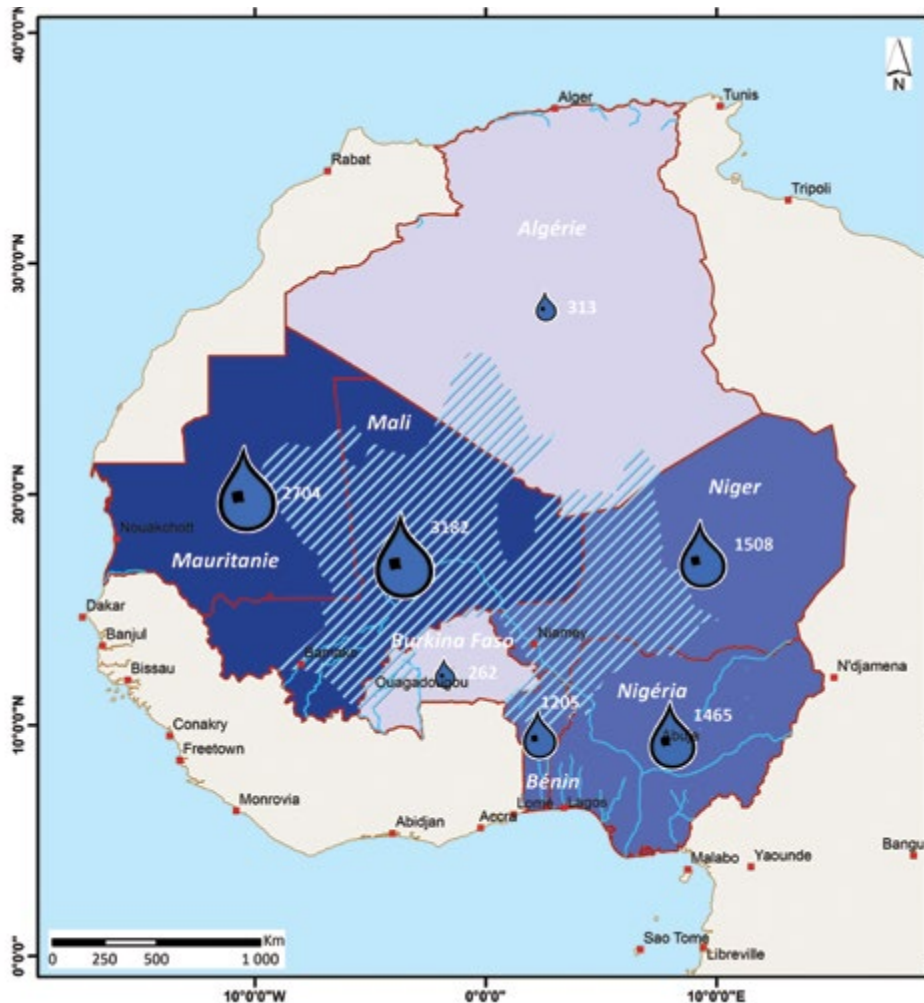 40°0'0"N
N
Tunis
Alger
Rabat
Tripoli
Algérie
30°0'0"N
313
Mali
20°0'0"N
2704
Niger
3182
1508
Nouakchott
Mauritanie
Dakar
Banjul
Burkina Faso
Niamey
Bissau
Bamako
262
N'djamena
Ouagadougou
Nigéria
1205
1465
10°0'0"N
Conakry
Abuja
Freetown
Bénin
Monrovia
Lomé
Lagos
Abidjan
Accra
Malabo
Yaounde
Bangu
Km
0 250 500 1 000
Sao Tome
Libreville
0°0'0"
10°0'0"W
0°0'0"
10°0'0"E